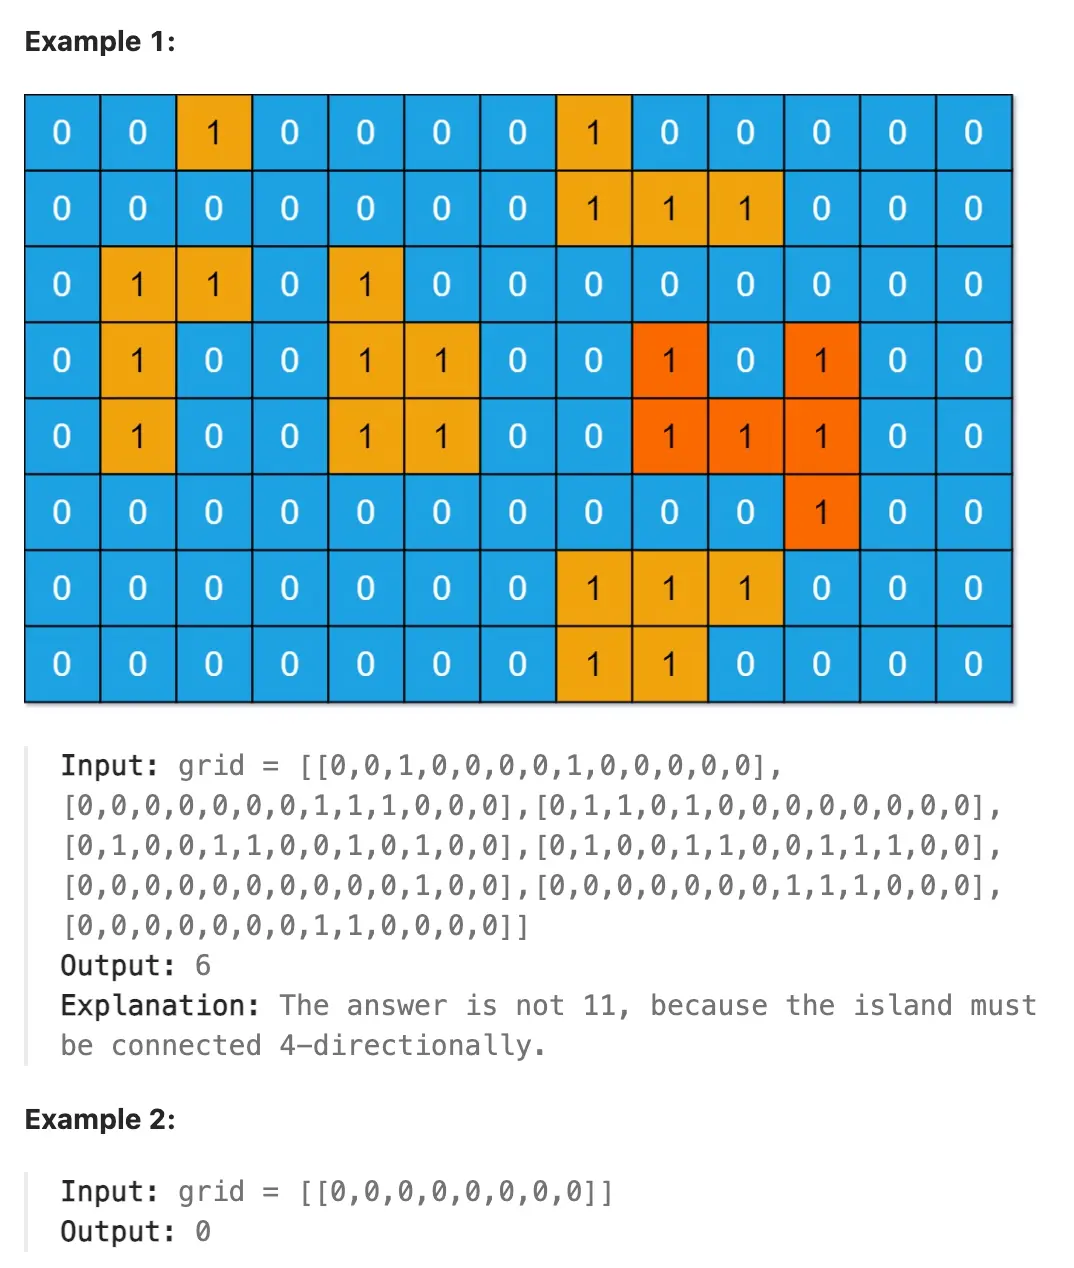 Example 1:
0 0 1 0 0 0 0 1 0 0 0 0 0
0 0 0 0 0 0 0 1 1 1 0 0 0
0 1 1 0 1 0 0 0 0 0 0 0 0
0 1 0 0 1 1 0 0 1 0 1 0 0
0 1 0 0 1 1 0 0 1 1 1 0 0
0 0 0 0 0 0 0 0 0 0 1 0 0
0 0 0 0 0 0 0 1 1 1 0 0 0
0 0 0 0 0 0 0 1 1 0 0 0 0
Input: grid = [[0,0,1,0,0,0,0,1,0,0,0,0,0],
[0,0,0,0,0,0,0,1,1,1,0,0,0],[0,1,1,0,1,0,0,0,0,0,0,0,0],
[0,1,0,0,1,1,0,0,1,0,1,0,0],[0,1,0,0,1,1,0,0,1,1,1,0,0],
[0,0,0,0,0,0,0,0,0,0,1,0,0],[0,0,0,0,0,0,0,1,1,1,0,0,0],
[0,0,0,0,0,0,0,1,1,0,0,0,0]]
Output: 6
Explanation: The answer is not 11, because the island must
be connected 4-directionally.
Example 2:
Input: grid = [[0,0,0,0,0,0,0,0]]
Output: 0